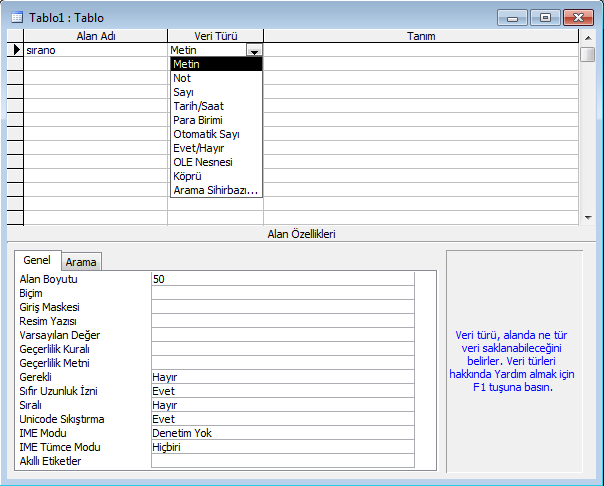 Tablo1 : Tablo
Alan Adı Veri Türü Tanım
sırano Metin
Metin
Not
Sayı
Tarih/Saat
Para Birimi
Otomatik Sayı
Evet/Hayır
OLE Nesnesi
Köprü
Arama Sihirbazı...
Alan Özellikleri
Genel Arama
Alan Boyutu 50
Biçim
Giriş Maskesi
Resim Yazısı
Varsayılan Değer
Geçerlilik Kuralı
Geçerlilik Metni
Gerekli Hayır
Sıfır Uzunluk İzni Evet
Sıralı Hayır
Unicode Sıkıştırma Evet
IME Modu Denetim Yok
IME Tümce Modu Hiçbiri
Akıllı Etiketler
Veri türü, alanda ne tür
veri saklanabileceğini
belirler. Veri türleri
hakkında Yardım almak için
F1 tuşuna basın.